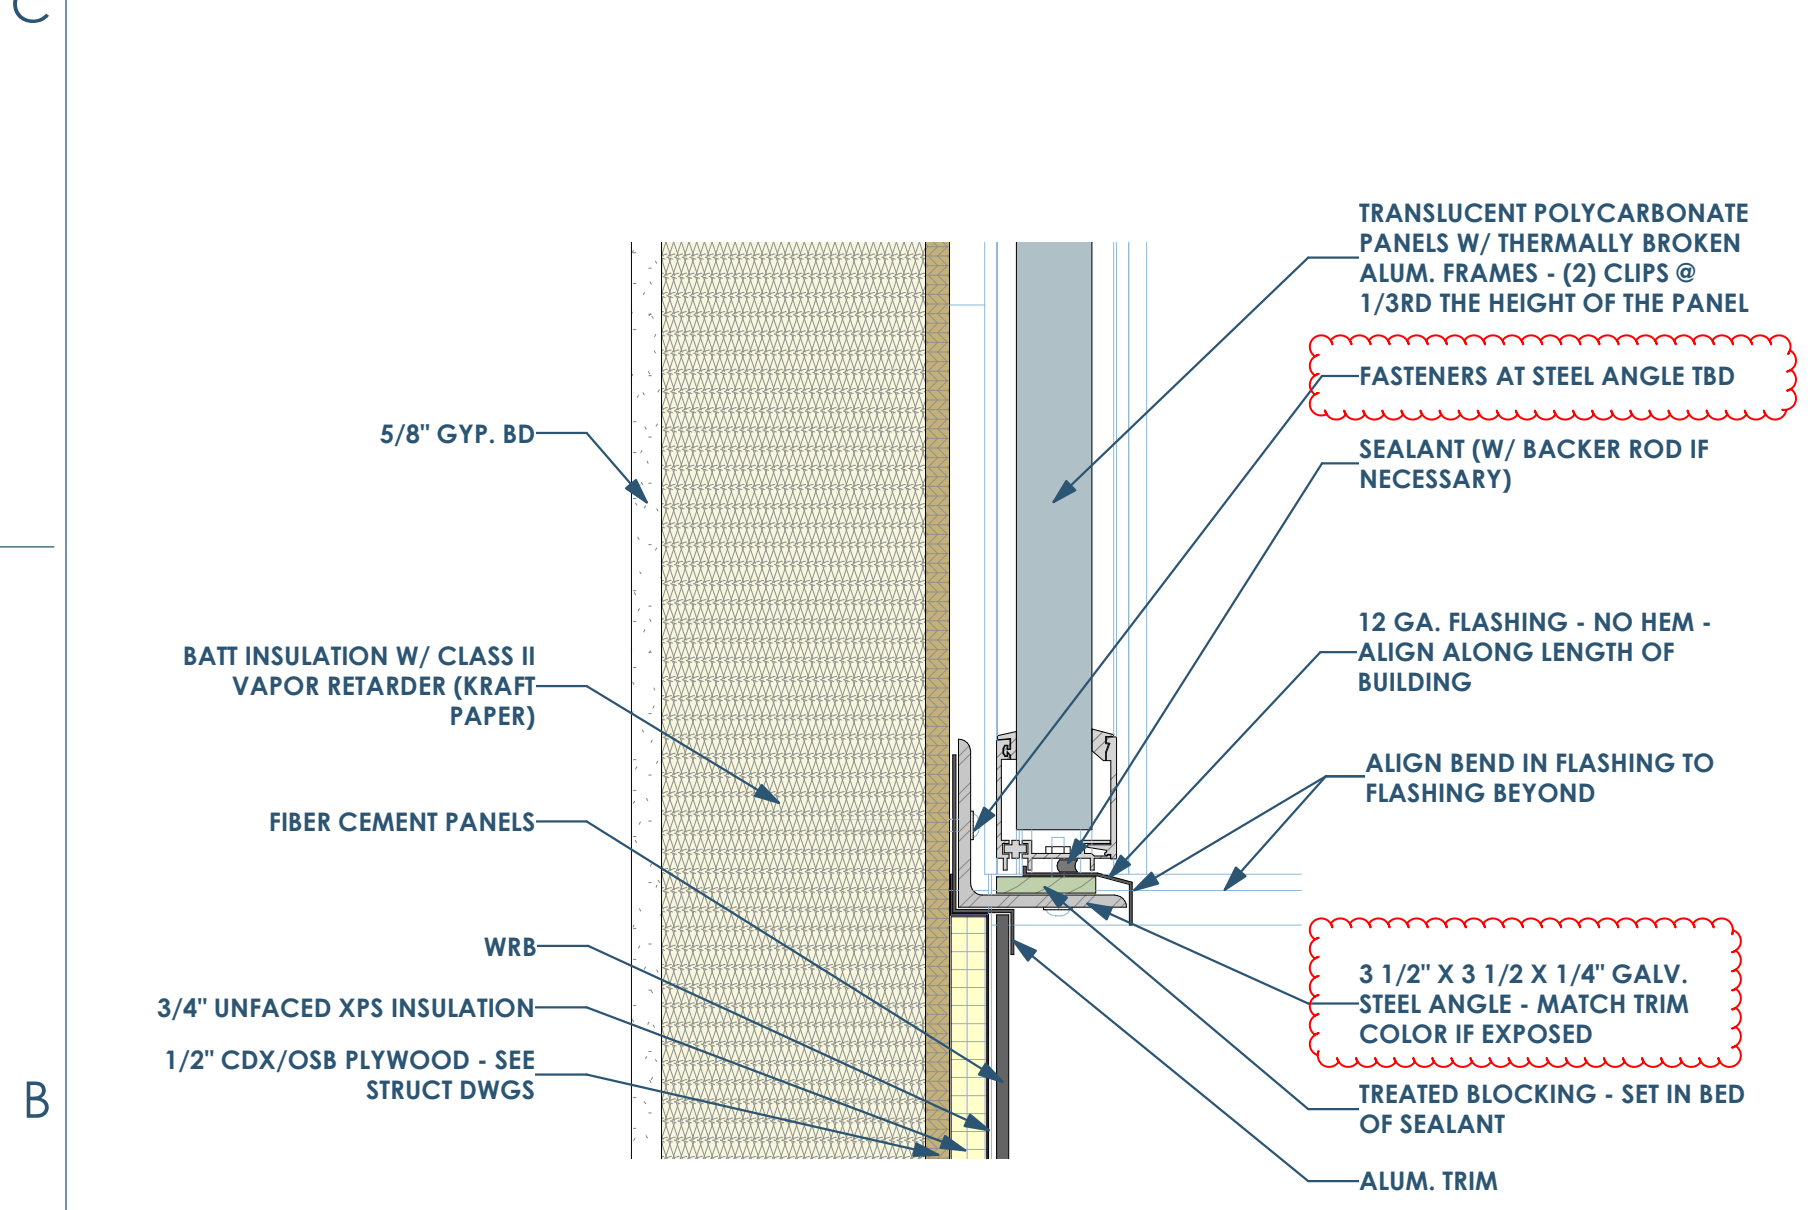 C
TRANSLUCENT POLYCARBONATE
PANELS W/ THERMALLY BROKEN
ALUM. FRAMES - (2) CLIPS @
1/3RD THE HEIGHT OF THE PANEL
FASTENERS AT STEEL ANGLE TBD
SEALANT (W/ BACKER ROD IF
NECESSARY)
12 GA. FLASHING - NO HEM -
ALIGN ALONG LENGTH OF
BUILDING
ALIGN BEND IN FLASHING TO
FLASHING BEYOND
3 1/2" X 3 1/2 X 1/4" GALV.
STEEL ANGLE - MATCH TRIM
COLOR IF EXPOSED
TREATED BLOCKING - SET IN BED
OF SEALANT
ALUM. TRIM
5/8" GYP. BD
BATT INSULATION W/ CLASS II
VAPOR RETARDER (KRAFT
PAPER)
FIBER CEMENT PANELS
WRB
3/4" UNFACED XPS INSULATION
1/2" CDX/OSB PLYWOOD - SEE
STRUCT DWGS
B